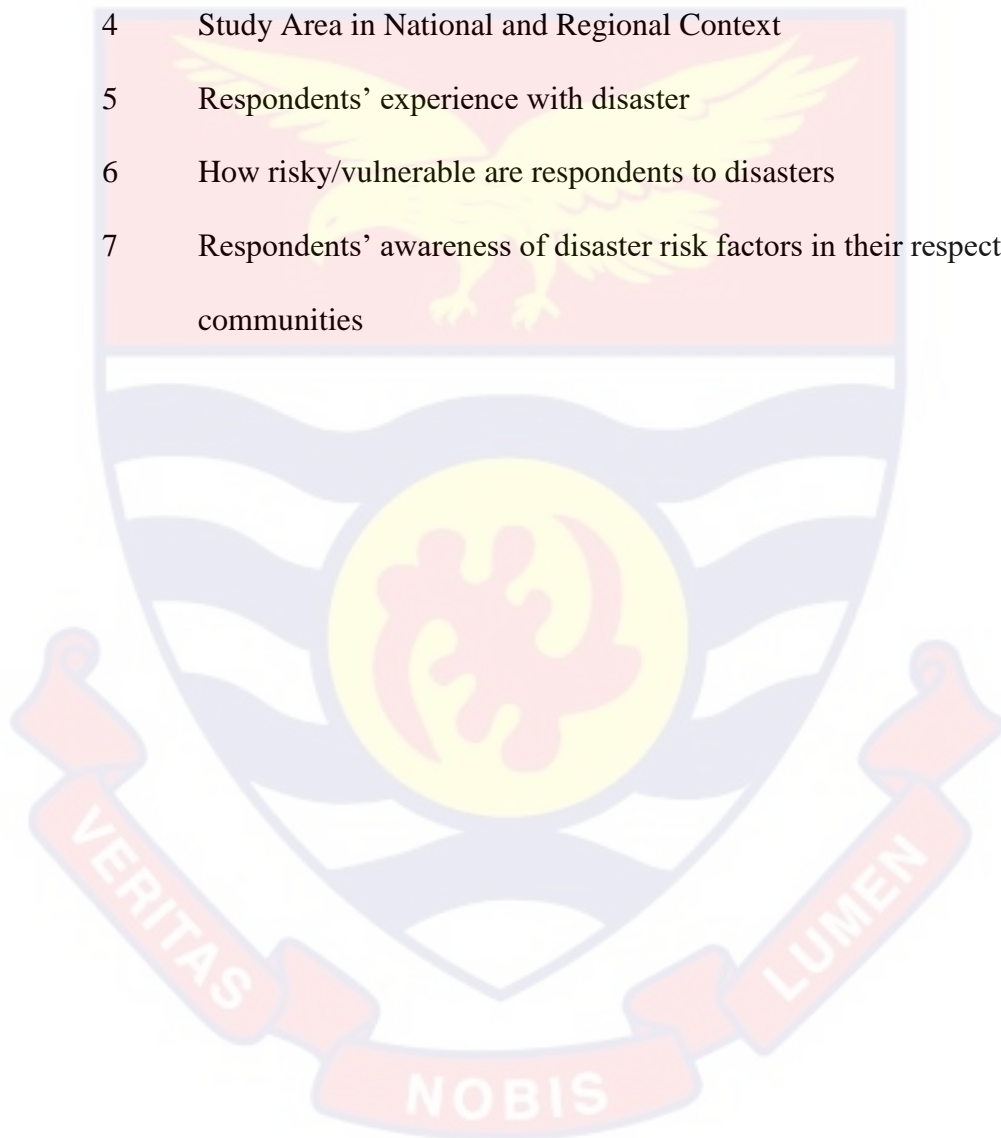 4 Study Area in National and Regional Context
5 Respondents’ experience with disaster
6 How risky/vulnerable are respondents to disasters
7 Respondents’ awareness of disaster risk factors in their respect
communities
VERITAS
NOBIS
LUMEN